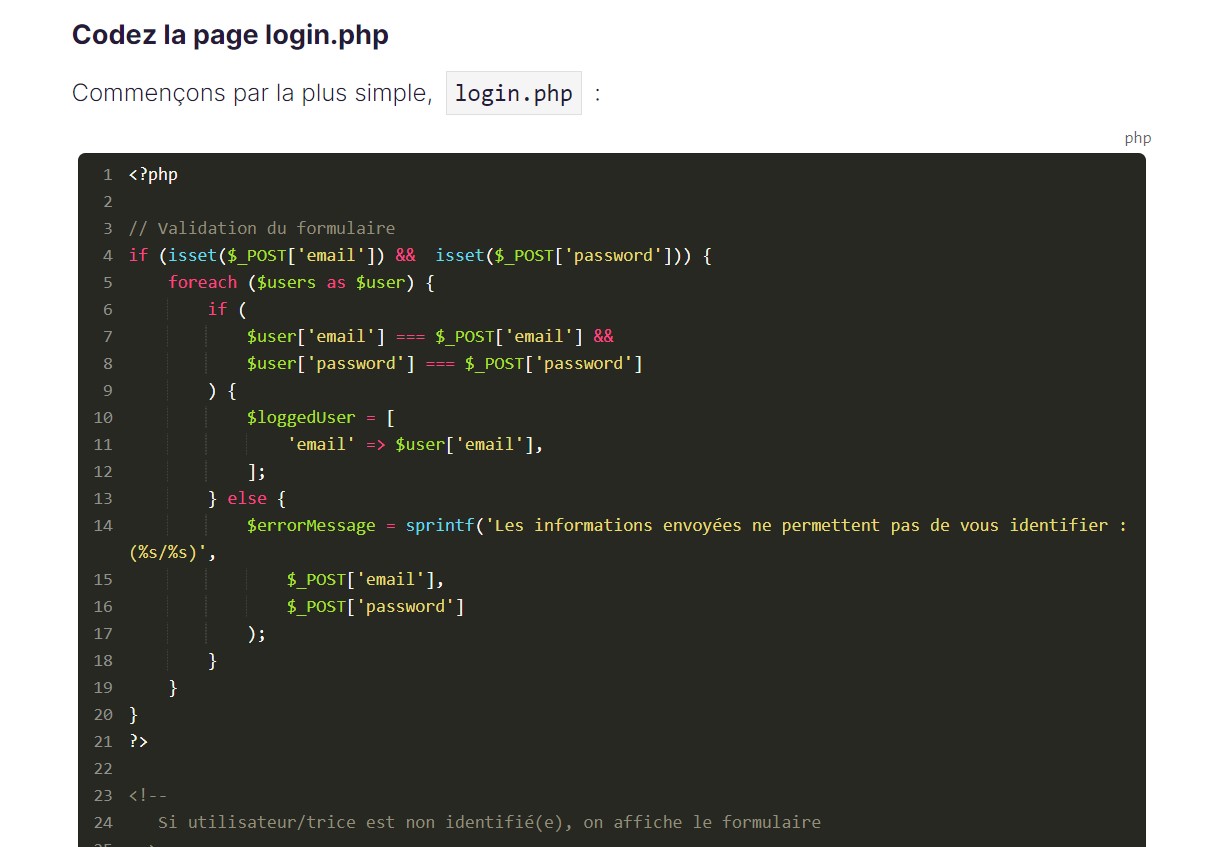 Codez la page login.php
Commençons par la plus simple, login.php :
php
1 <?php
2
3 // Validation du formulaire
4 if (isset($_POST['email']) &&  isset($_POST['password'])) {
5     foreach ($users as $user) {
6         if (
7             $user['email'] === $_POST['email'] &&
8             $user['password'] === $_POST['password']
9         ) {
10             $loggedUser = [
11                 'email' => $user['email'],
12             ];
13         } else {
14             $errorMessage = sprintf('Les informations envoyées ne permettent pas de vous identifier :
(%s/%s)',
15                 $_POST['email'],
16                 $_POST['password']
17             );
18         }
19     }
20 }
21 ?>
22
23 <!--
24    Si utilisateur/trice est non identifié(e), on affiche le formulaire